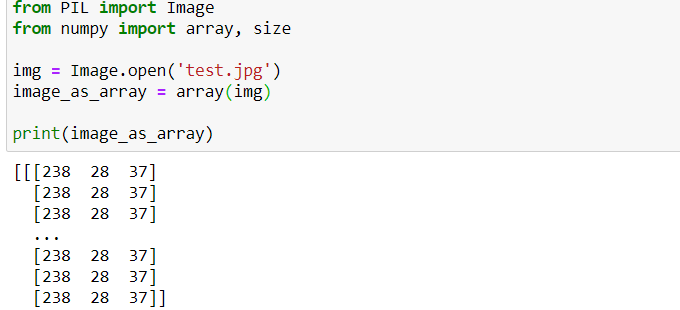 from PIL import Image
from numpy import array, size
img = Image.open('test.jpg')
image_as_array = array(img)
print(image_as_array)
[[[238  28  37]
  [238  28  37]
  [238  28  37]
  ...
  [238  28  37]
  [238  28  37]
  [238  28  37]]